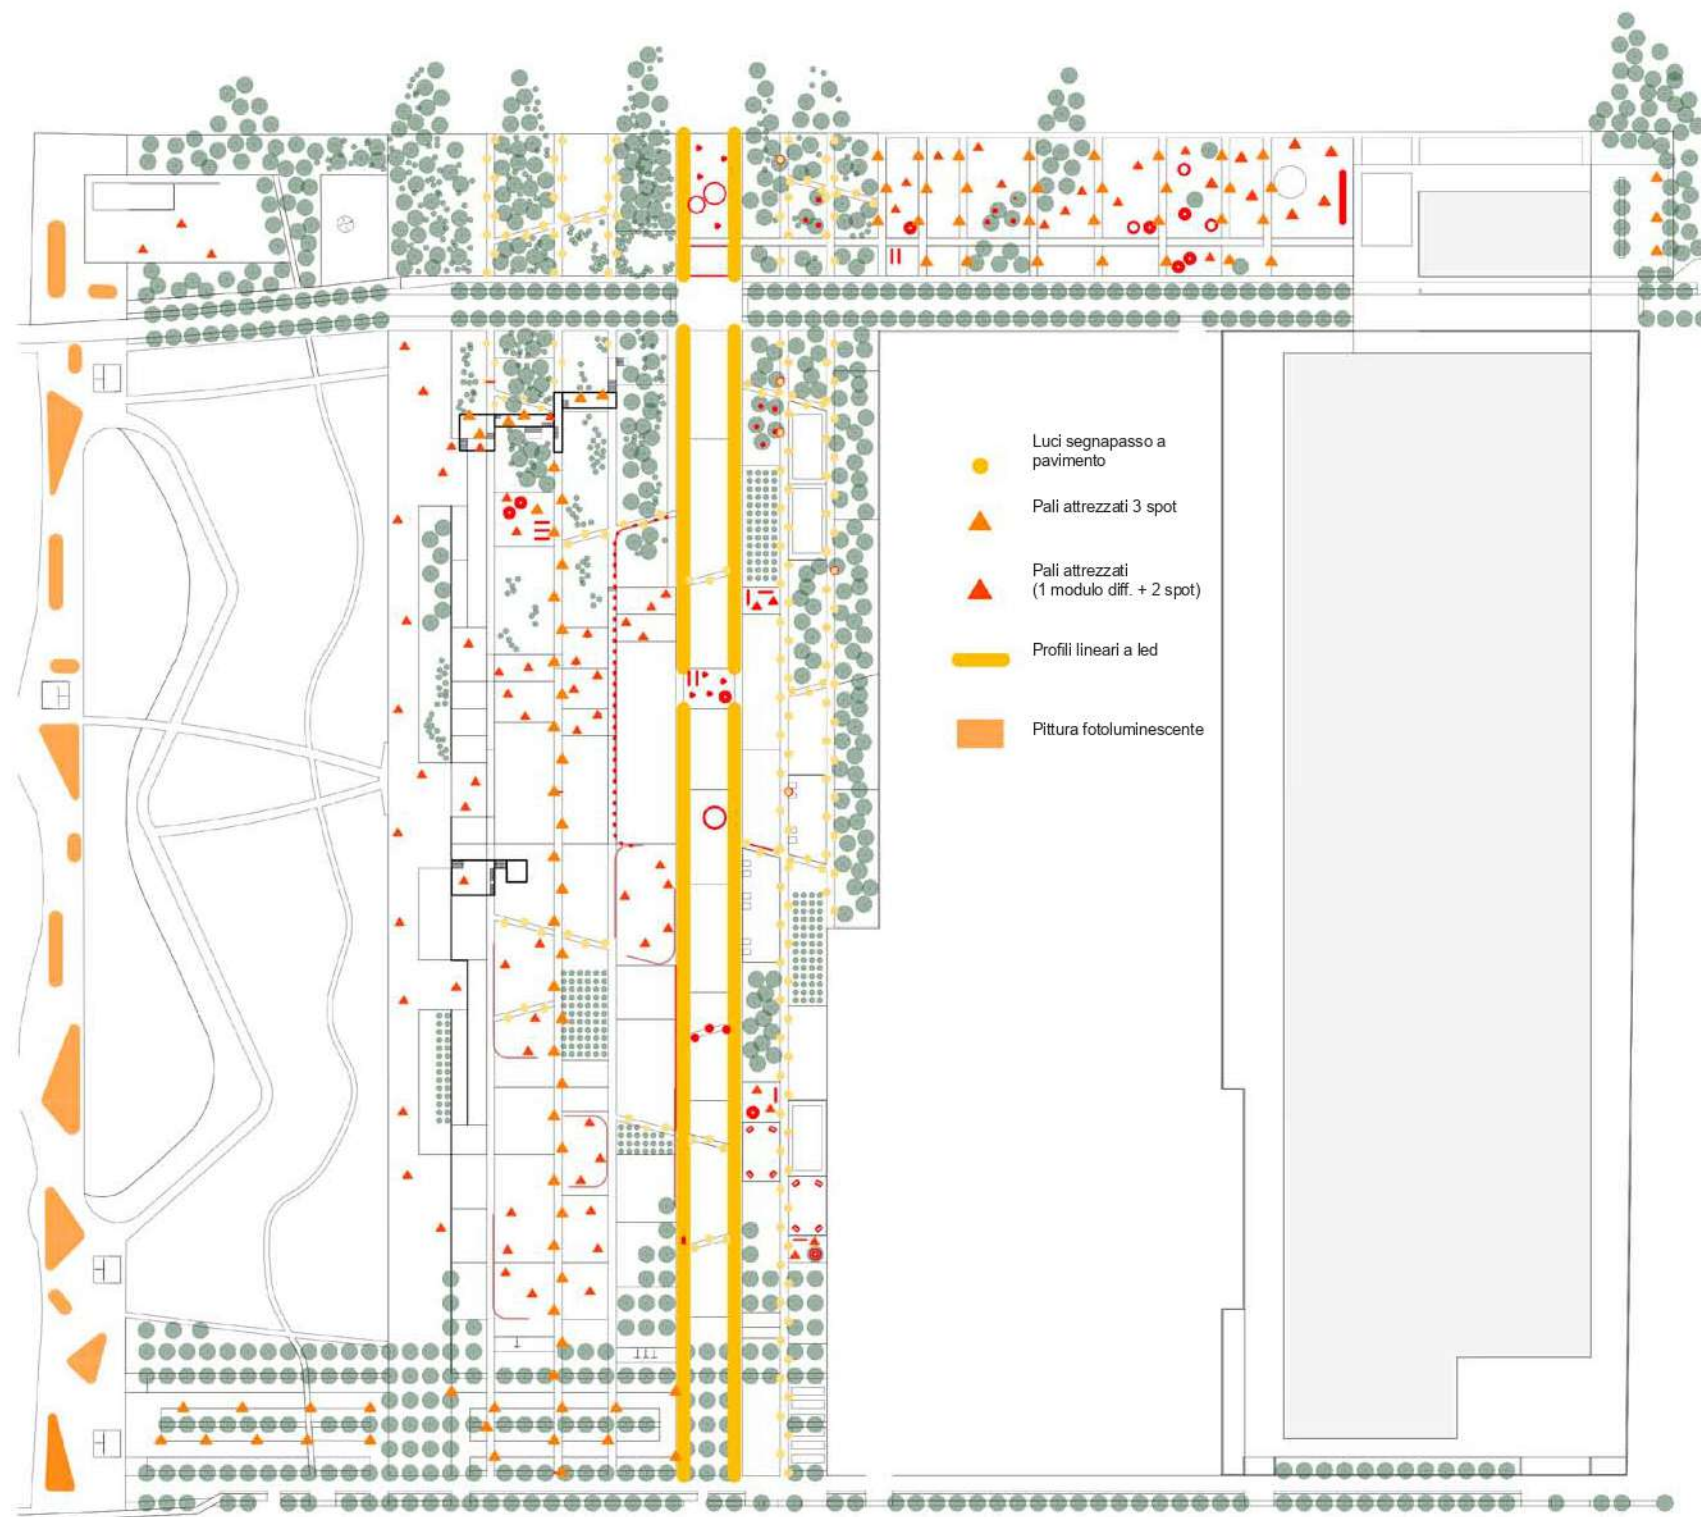 Luci segnapasso a
pavimento
Pali attrezzati 3 spot
Pali attrezzati
(1 modulo diff. + 2 spot)
Profili lineari a led
Pittura fotoluminescente